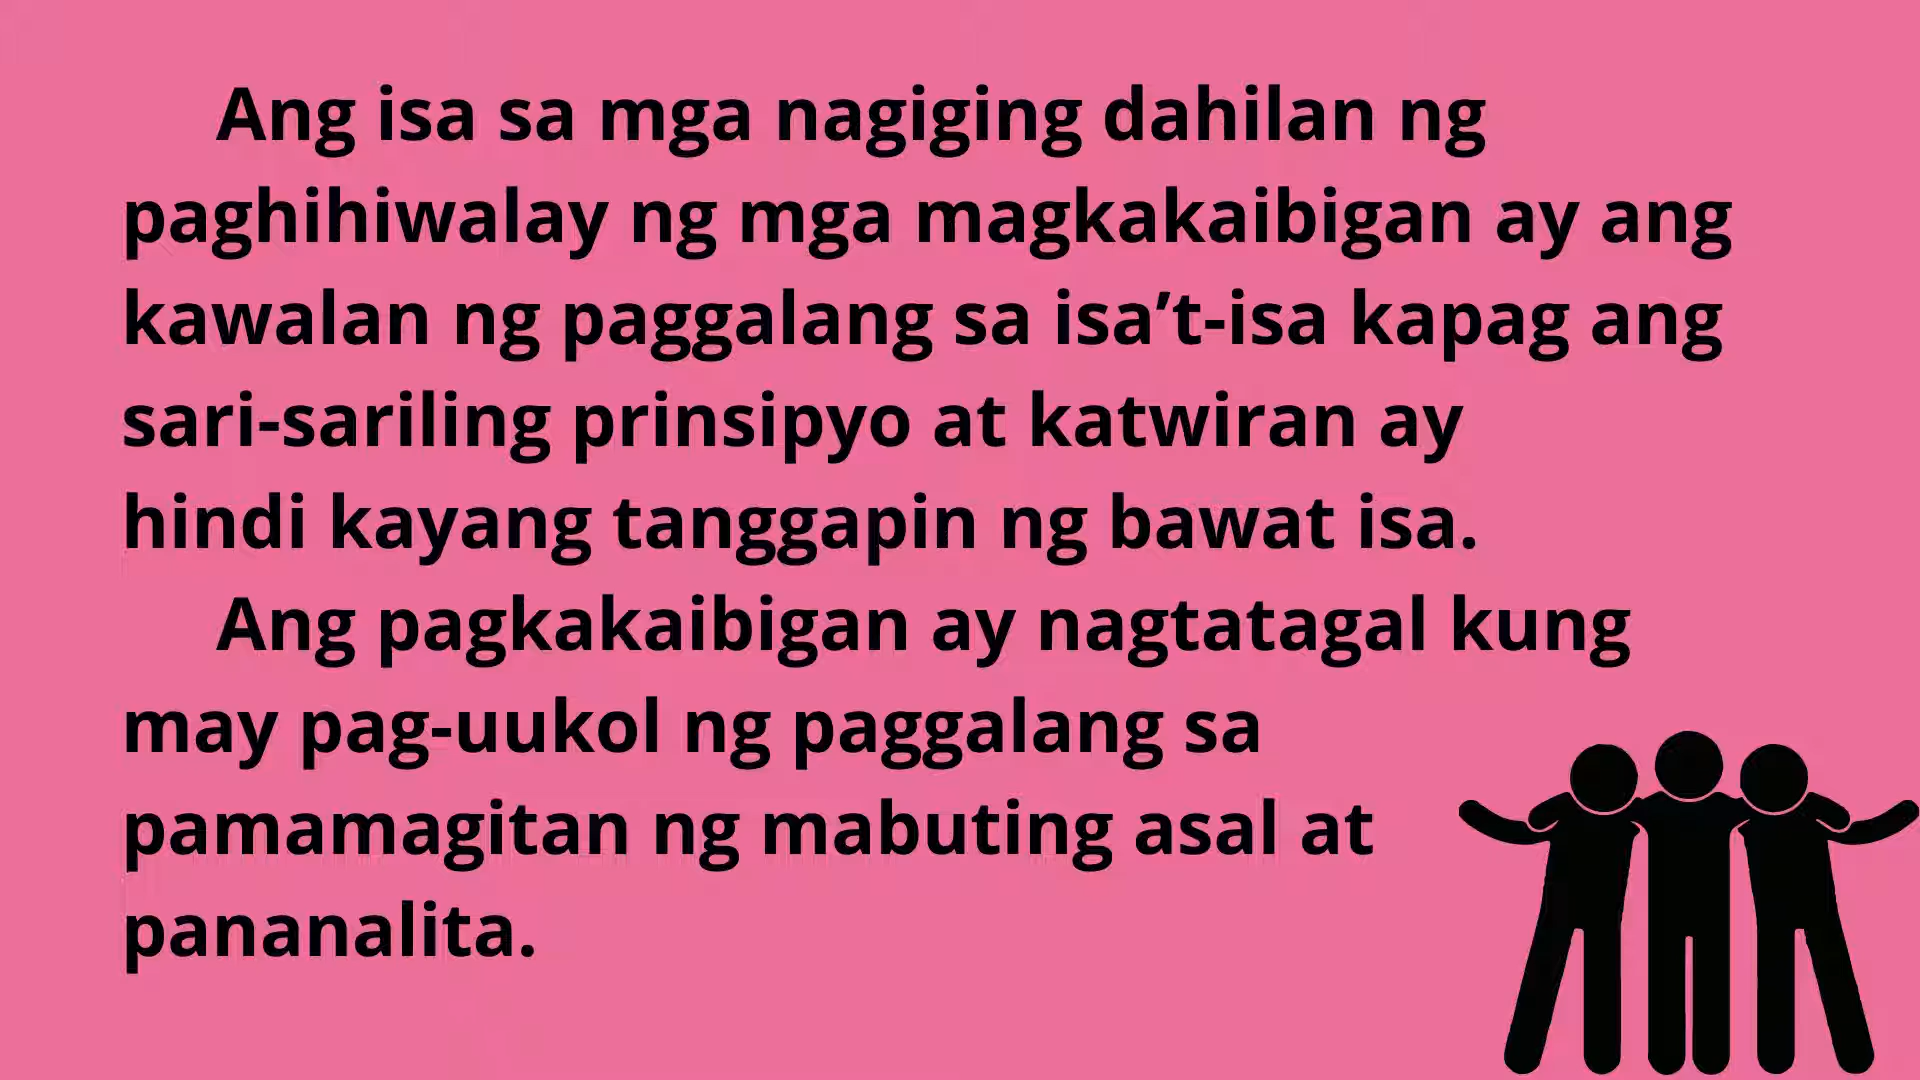 Ang isa sa mga nagiging dahilan ng
paghihiwalay ng mga magkakaibigan ay ang
kawalan ng paggalang sa isa’t-isa kapag ang
sari-sariling prinsipyo at katwiran ay
hindi kayang tanggapin ng bawat isa.
Ang pagkakaibigan ay nagtatagal kung
may pag-uukol ng paggalang sa
pamamagitan ng mabuting asal at
pananalita.